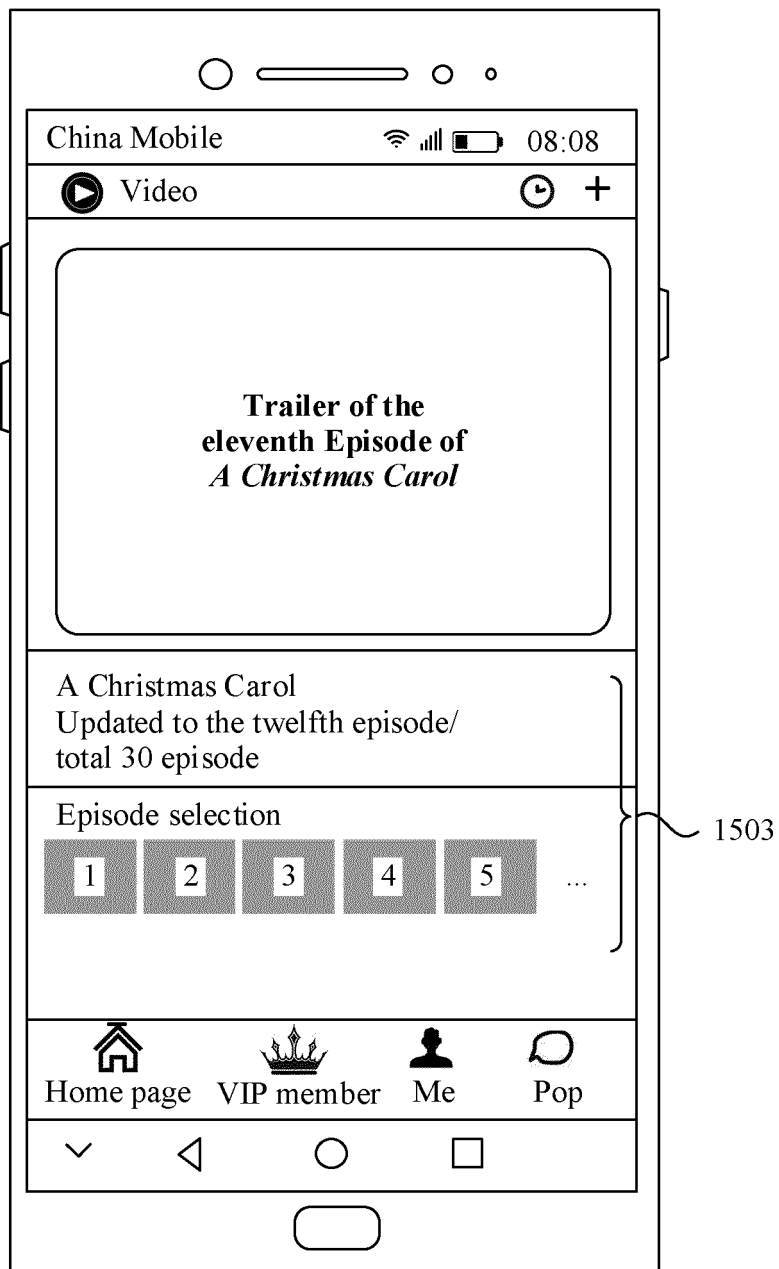 China Mobile 08:08
Video
Trailer of the
eleventh Episode of
A Christmas Carol
A Christmas Carol
Updated to the twelfth episode/
total 30 episode
Episode selection
1 2 3 4 5 ...
1503
Home page VIP member Me Pop